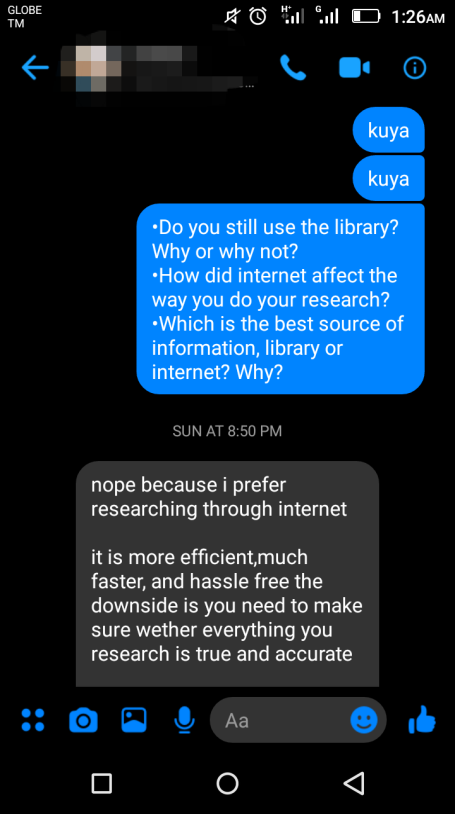 GLOBE
TM
H+
G
1:26AM
...
kuya
kuya
•Do you still use the library?
Why or why not?
•How did internet affect the
way you do your research?
•Which is the best source of
information, library or
internet? Why?
SUN AT 8:50 PM
nope because i prefer
researching through internet
it is more efficient,much
faster, and hassle free the
downside is you need to make
sure wether everything you
research is true and accurate
Aa